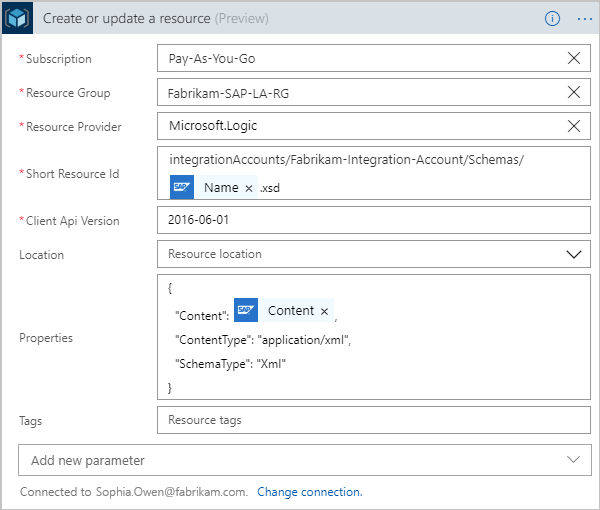 Create or update a resource (Preview)
* Subscription
Pay-As-You-Go
* Resource Group
Fabrikam-SAP-LA-RG
* Resource Provider
Microsoft.Logic
* Short Resource Id
integrationAccounts/Fabrikam-Integration-Account/Schemas/
SAP Name × .xsd
* Client Api Version
2016-06-01
Location
Resource location
Properties
{
"Content": SAP Content × ,
"ContentType": "application/xml",
"SchemaType": "Xml"
}
Tags
Resource tags
Add new parameter
Connected to Sophia.Owen@fabrikam.com. Change connection.